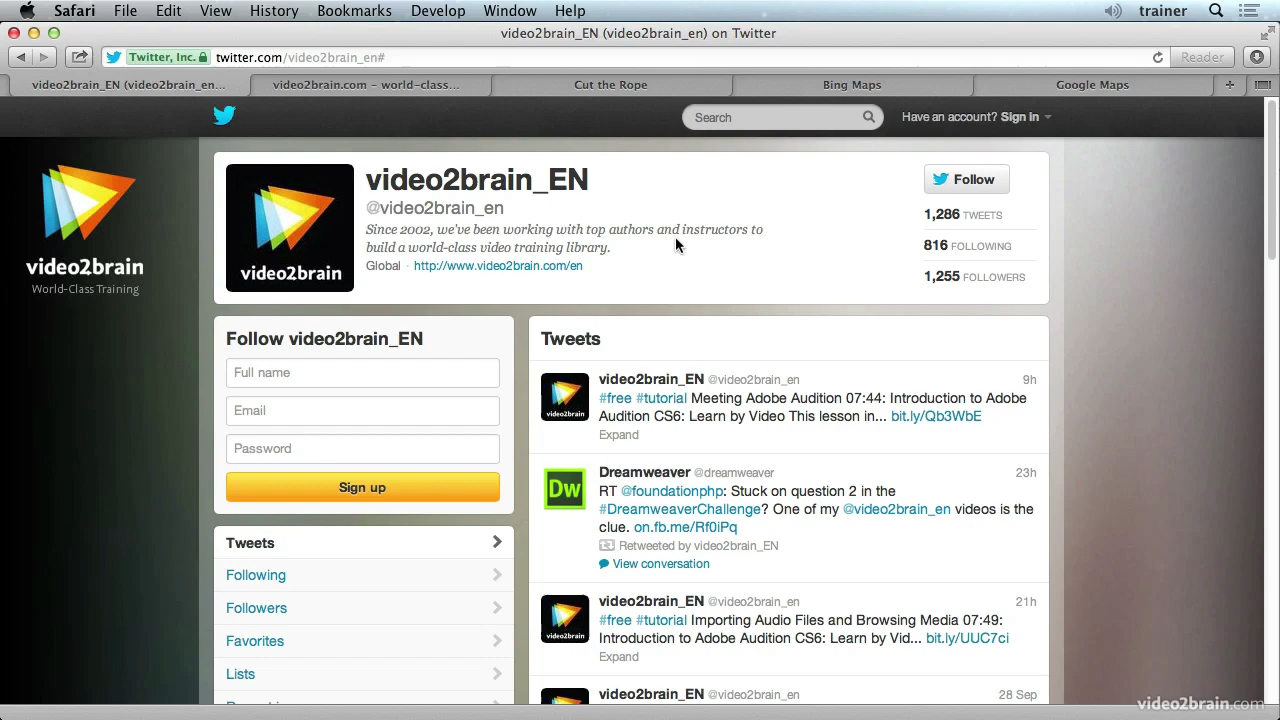 Safari File Edit View History Bookmarks Develop Window Help trainer
video2brain_EN (video2brain_en) on Twitter
Twitter, Inc. twitter.com/video2brain_en# Reader
video2brain_EN (video2brain_en... video2brain.com – world-class... Cut the Rope Bing Maps Google Maps +
Search Have an account? Sign in
video2brain
World-Class Training
video2brain
video2brain_EN
@video2brain_en
Since 2002, we've been working with top authors and instructors to
build a world-class video training library.
Global · http://www.video2brain.com/en
Follow
1,286 TWEETS
816 FOLLOWING
1,255 FOLLOWERS
Follow video2brain_EN
Full name
Email
Password
Sign up
Tweets
Following
Followers
Favorites
Lists
Tweets
video2brain
video2brain_EN @video2brain_en 9h
#free #tutorial Meeting Adobe Audition 07:44: Introduction to Adobe
Audition CS6: Learn by Video This lesson in... bit.ly/Qb3WbE
Expand
Dw
Dreamweaver @dreamweaver 23h
RT @foundationphp: Stuck on question 2 in the
#DreamweaverChallenge? One of my @video2brain_en videos is the
clue. on.fb.me/Rf0iPq
Retweeted by video2brain_EN
View conversation
video2brain
video2brain_EN @video2brain_en 21h
#free #tutorial Importing Audio Files and Browsing Media 07:49:
Introduction to Adobe Audition CS6: Learn by Vid... bit.ly/UUC7ci
Expand
video2brain_EN @video2brain_en 28 Sep
video2brain.com